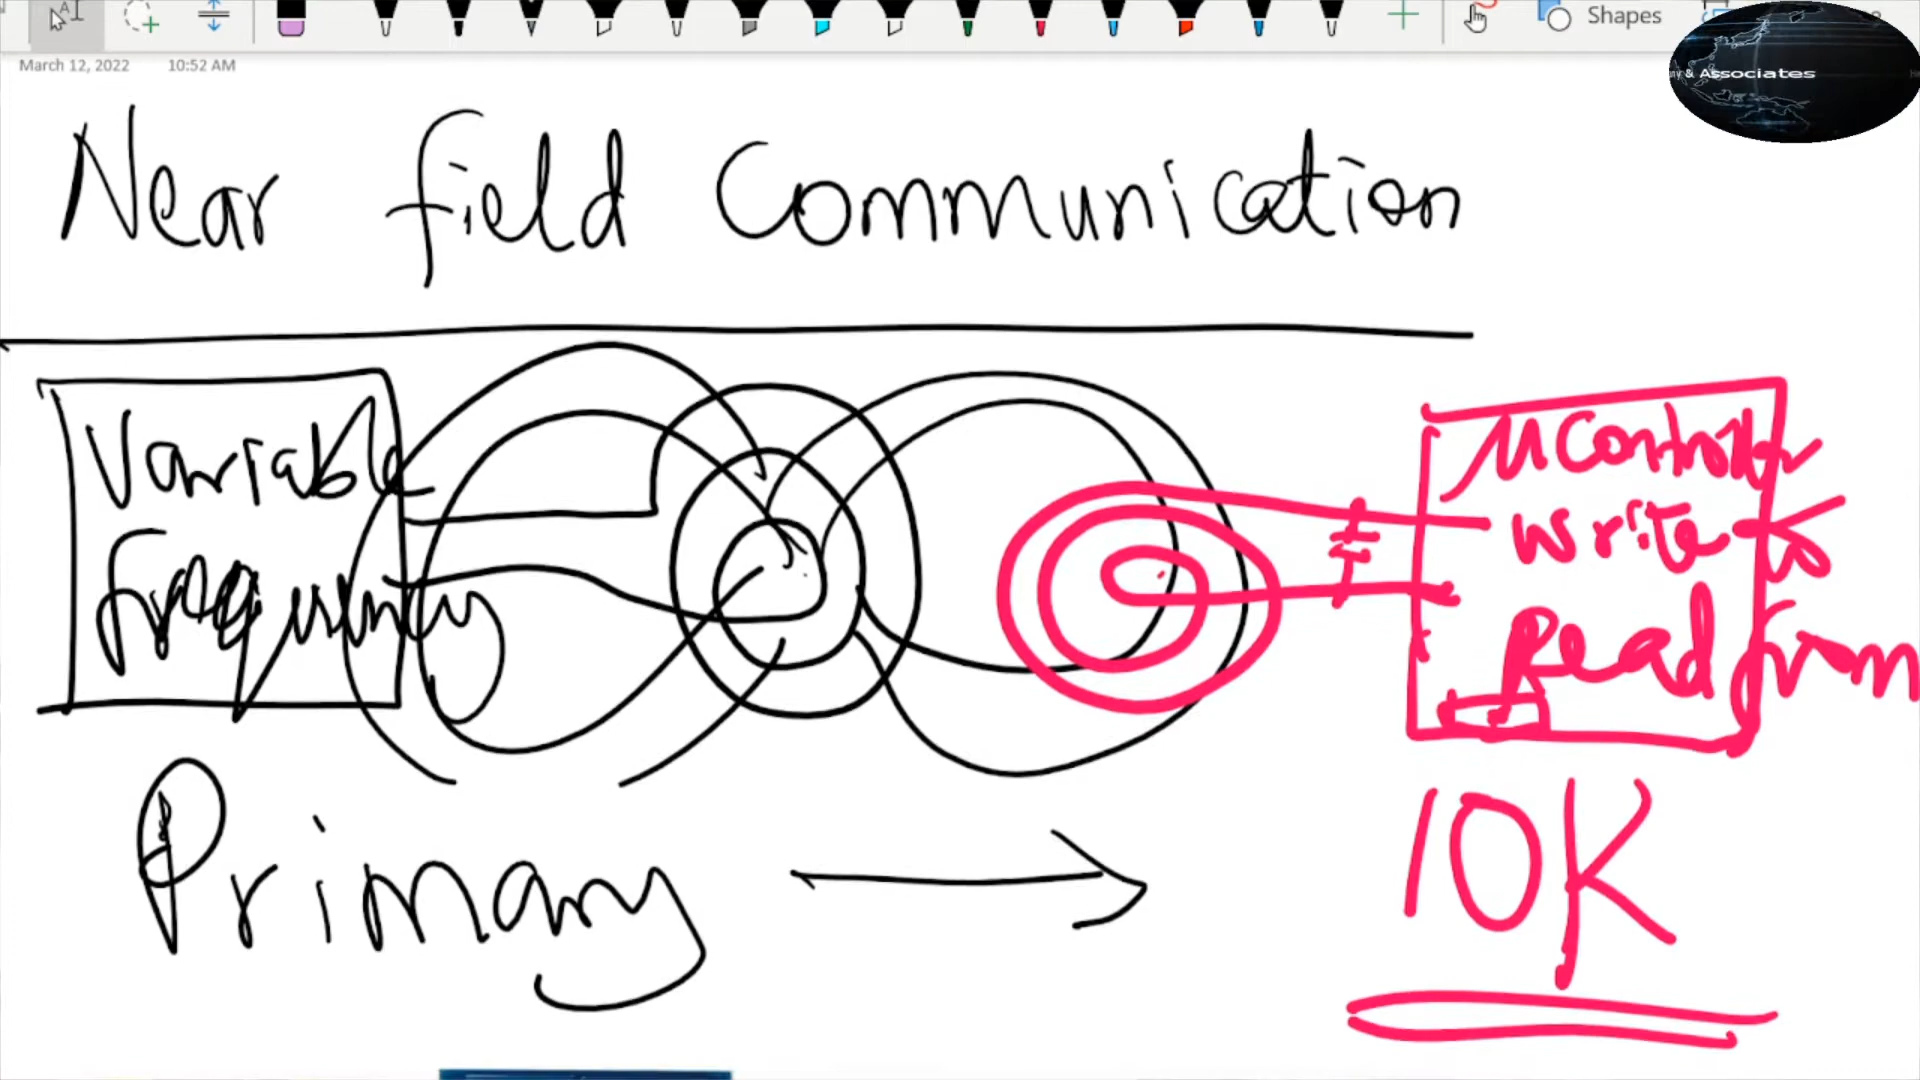 Shapes
March 12, 2022 10:52 AM
& Associates
Near field Communication
Variable
frequency
μController
write to
Read from
Primary
10K